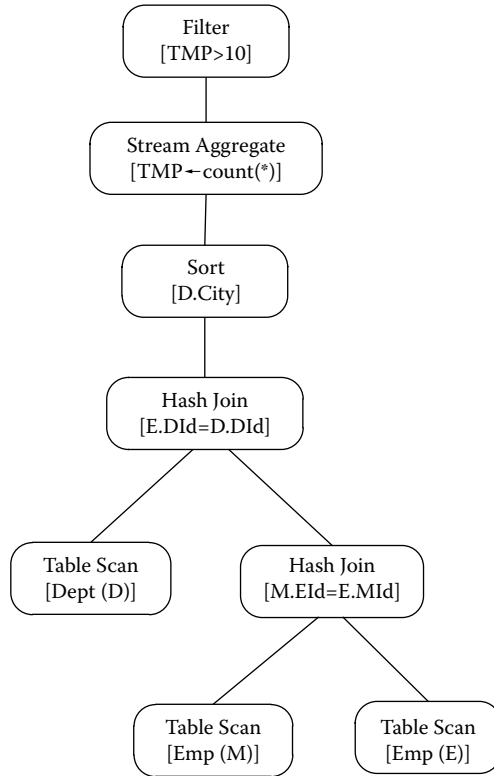 Filter
[TMP>10]
Stream Aggregate
[TMP←count(*)]
Sort
[D.City]
Hash Join
[E.DId=D.DId]
Table Scan
[Dept (D)]
Hash Join
[M.EId=E.MId]
Table Scan
[Emp (M)]
Table Scan
[Emp (E)]